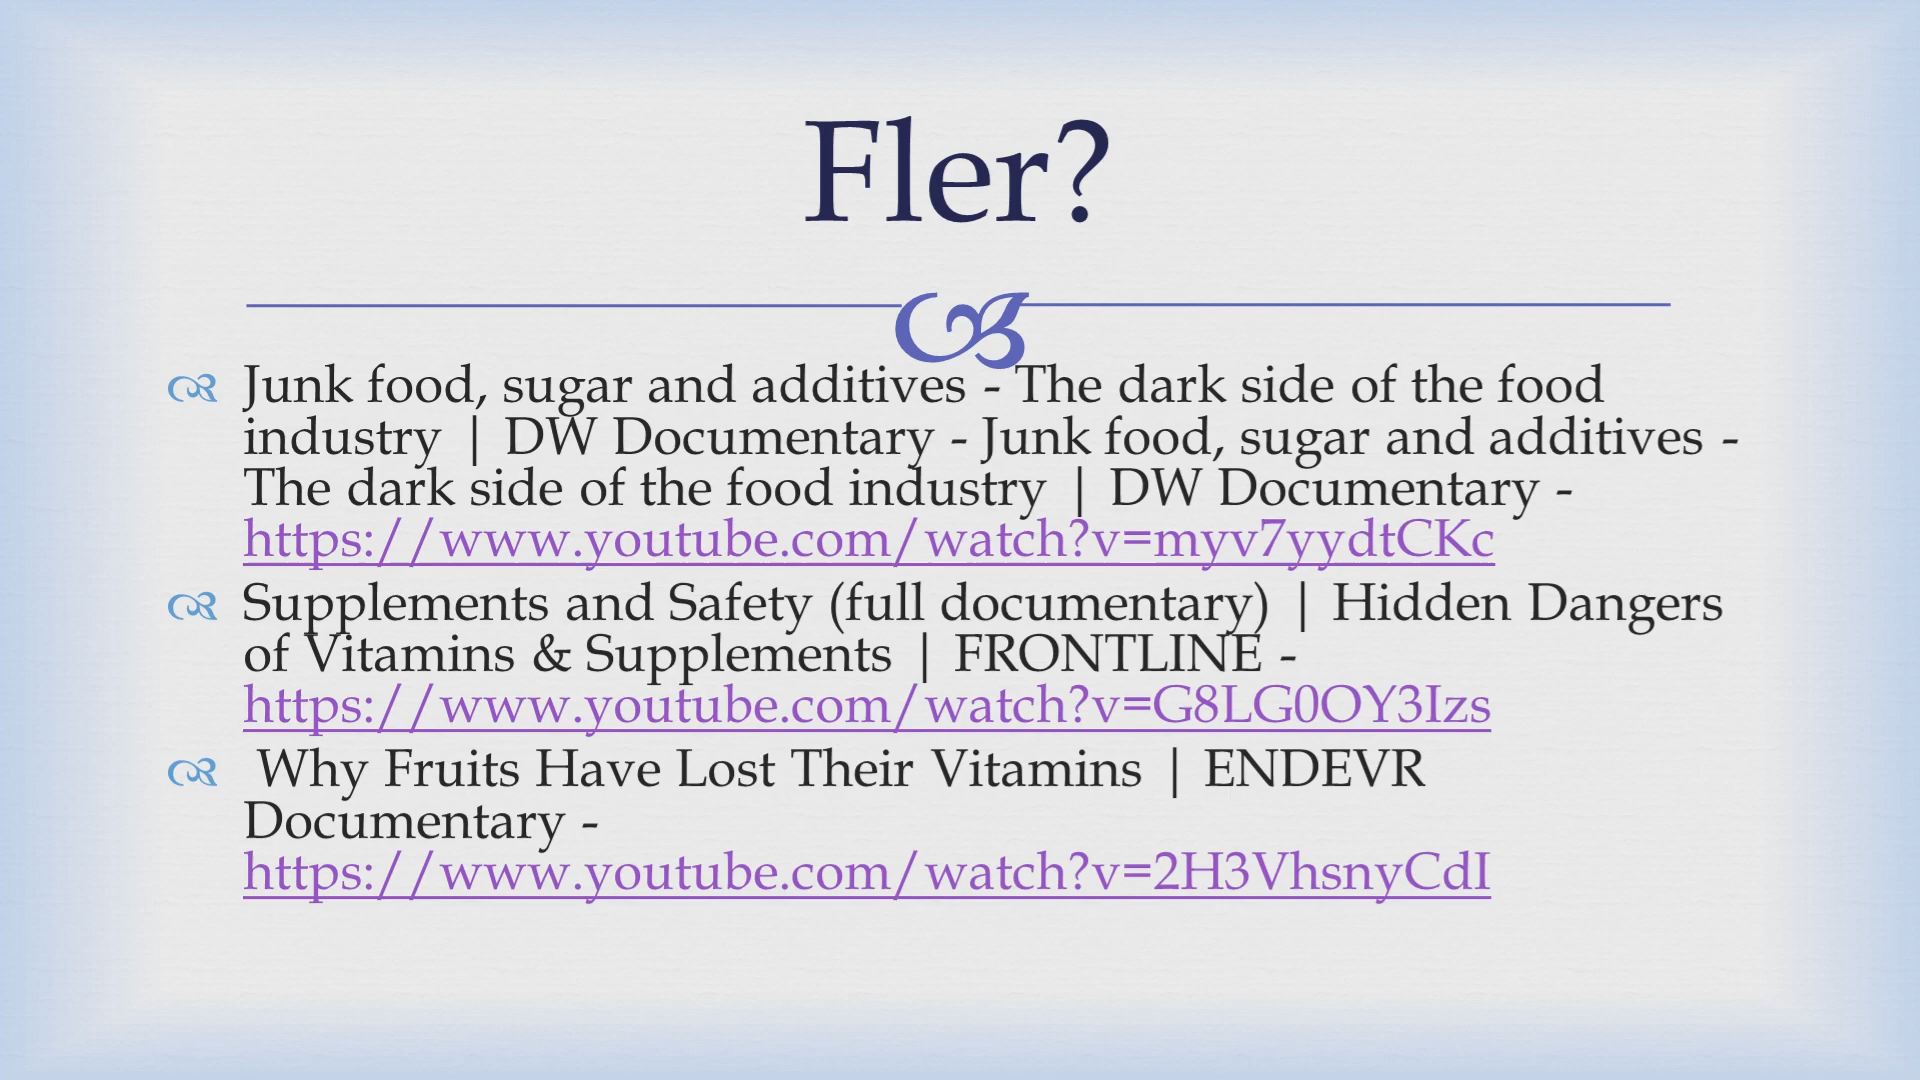 Fler?
Junk food, sugar and additives - The dark side of the food
industry | DW Documentary - Junk food, sugar and additives -
The dark side of the food industry | DW Documentary -
https://www.youtube.com/watch?v=myv7yydtCKc
Supplements and Safety (full documentary) | Hidden Dangers
of Vitamins & Supplements | FRONTLINE -
https://www.youtube.com/watch?v=G8LG0OY3Izs
Why Fruits Have Lost Their Vitamins | ENDEVR
Documentary -
https://www.youtube.com/watch?v=2H3VhsnyCdI